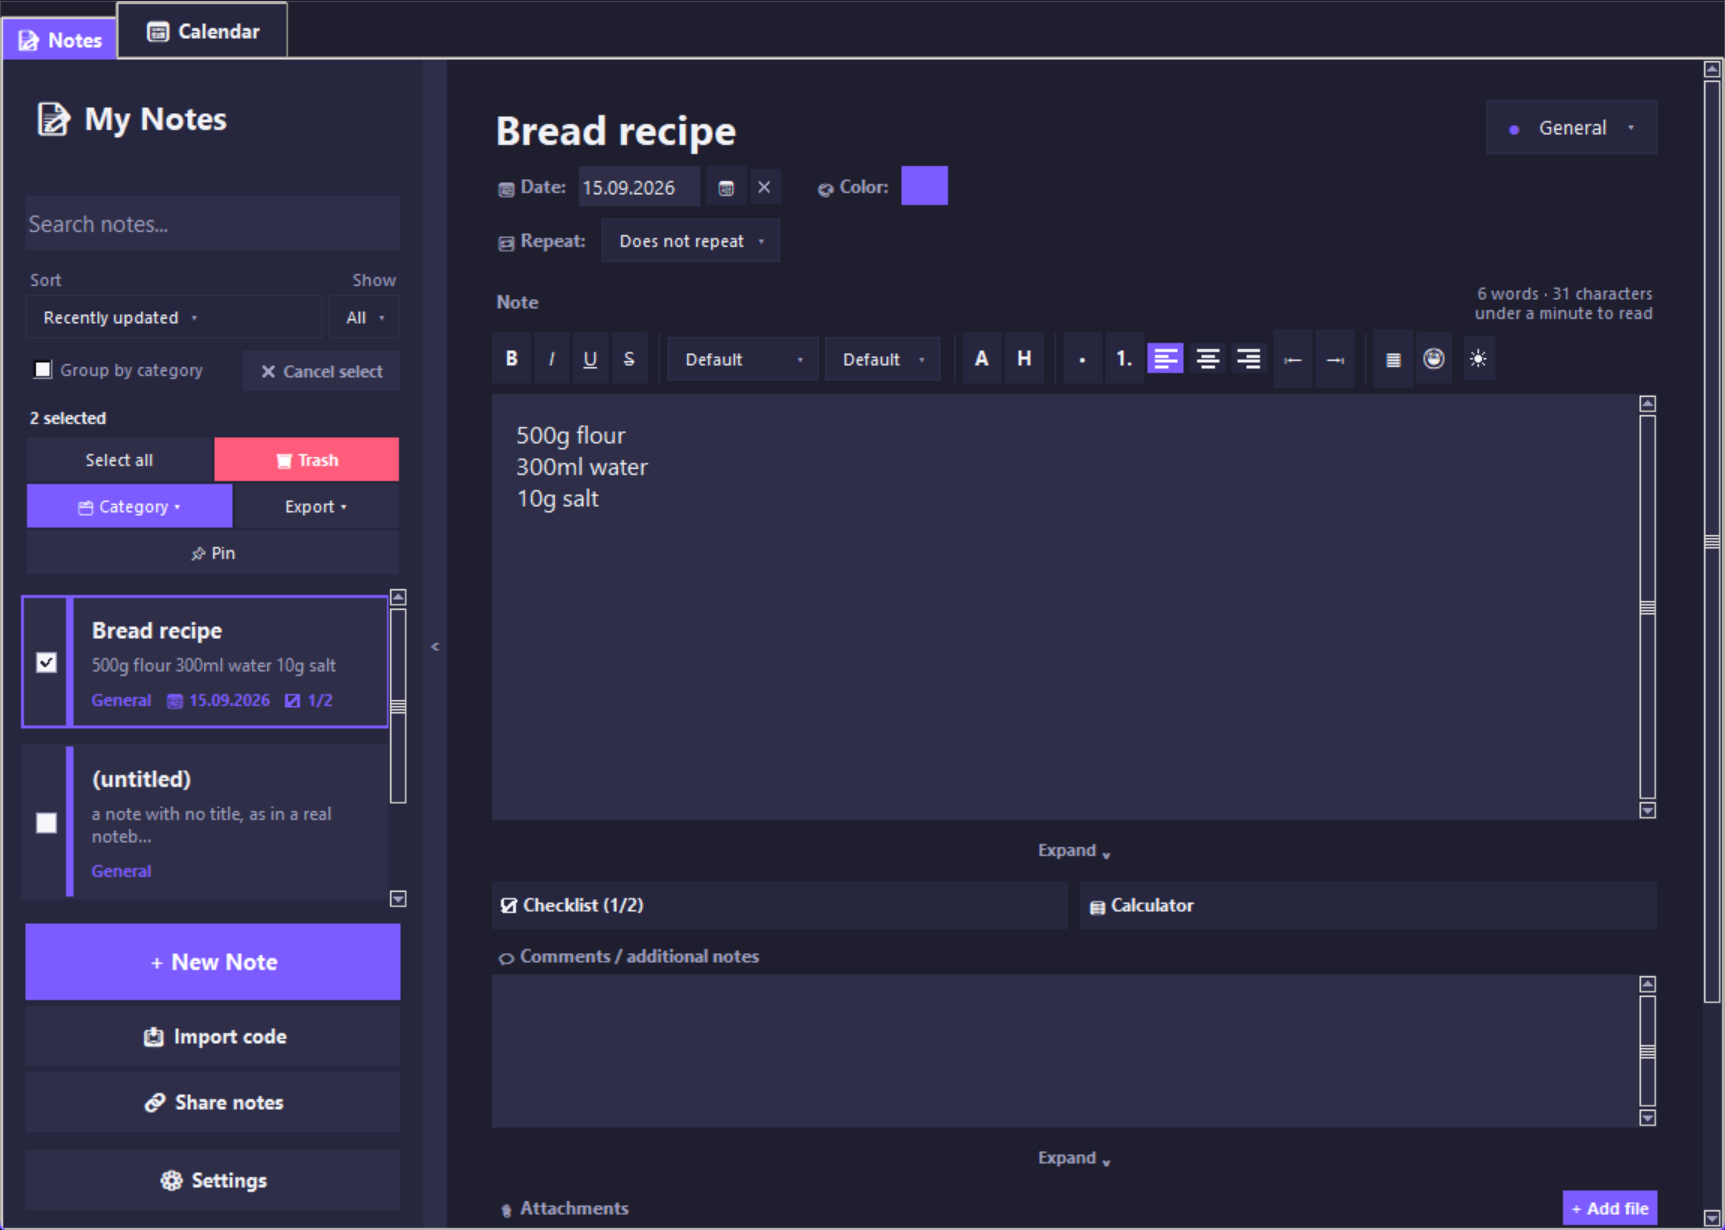 Notes
Calendar
My Notes
Search notes...
Sort
Show
Recently updated
All
Group by category
Cancel select
2 selected
Select all
Trash
Category
Export
Pin
Bread recipe
500g flour 300ml water 10g salt
General 15.09.2026 1/2
(untitled)
a note with no title, as in a real
noteb...
General
+ New Note
Import code
Share notes
Settings
<
Bread recipe
General
Date: 15.09.2026
Color:
Repeat: Does not repeat
Note
6 words · 31 characters
under a minute to read
B I U S Default Default A H • 1.
500g flour
300ml water
10g salt
Expand
Checklist (1/2)
Calculator
Comments / additional notes
Expand
Attachments
+ Add file